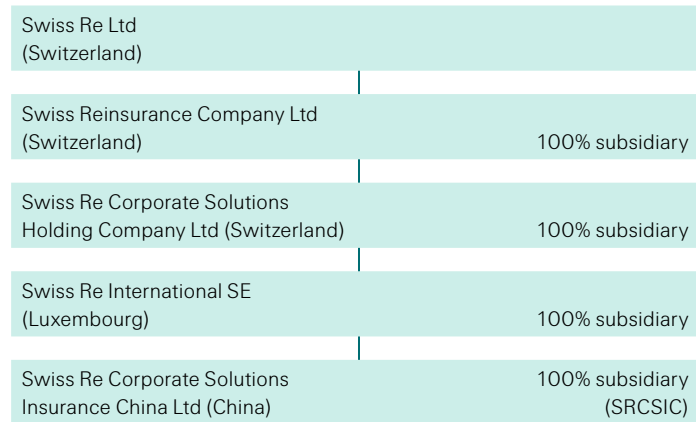 Swiss Re Ltd
(Switzerland)
Swiss Reinsurance Company Ltd
(Switzerland) 100% subsidiary
Swiss Re Corporate Solutions
Holding Company Ltd (Switzerland) 100% subsidiary
Swiss Re International SE
(Luxembourg) 100% subsidiary
Swiss Re Corporate Solutions 100% subsidiary
Insurance China Ltd (China) (SRCSIC)